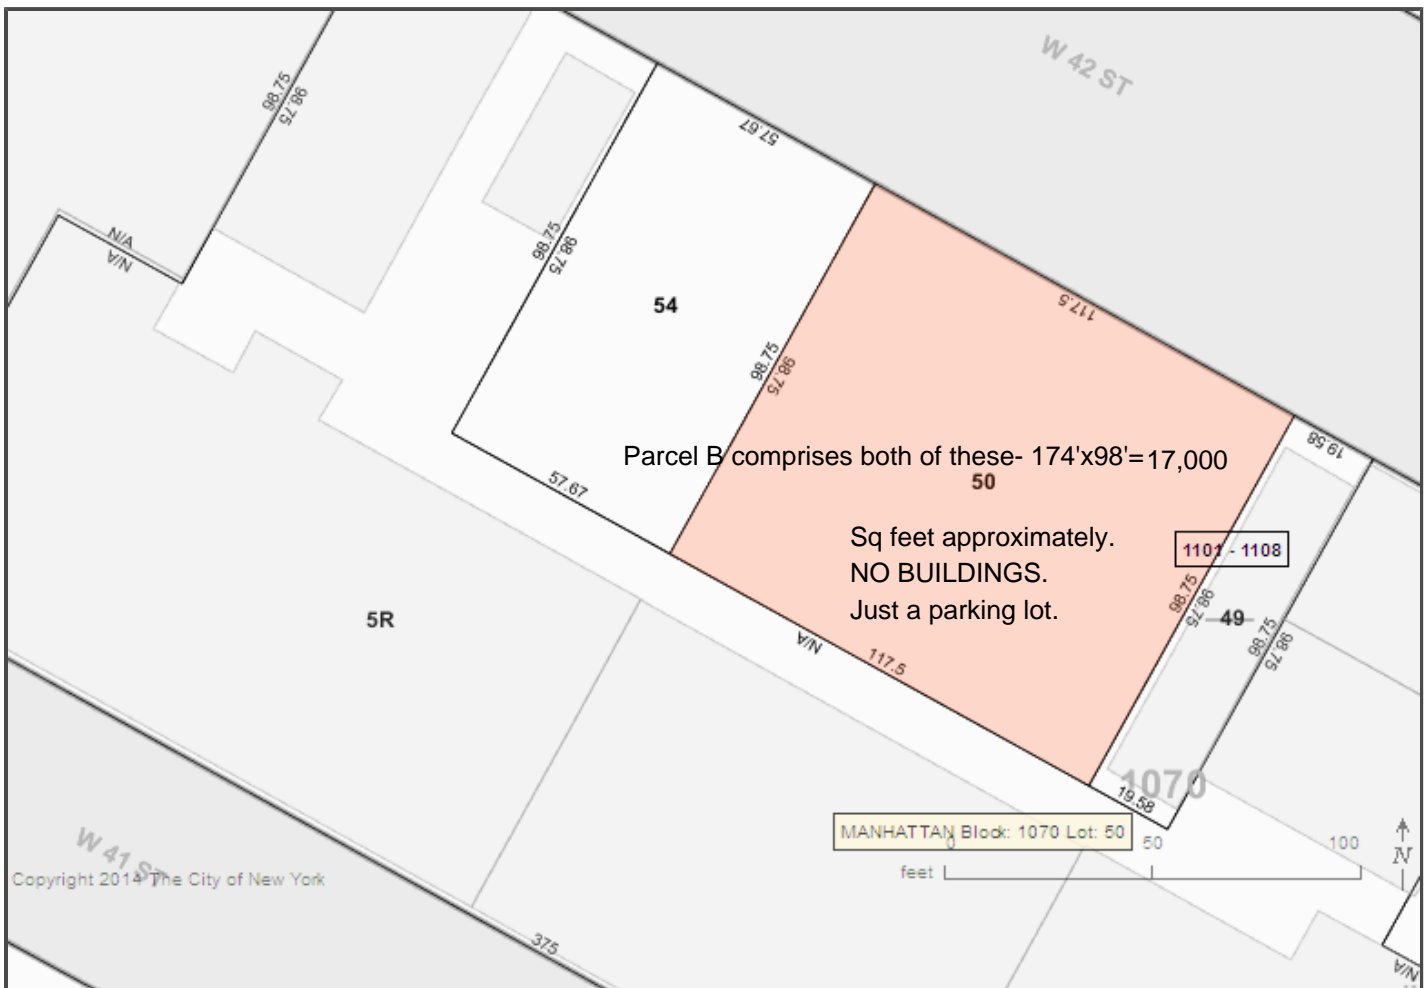 W 42 ST
98.75
98.75
57.67
N/A
N/A
98.75
98.75
54
117.5
98.75
98.75
19.58
Parcel B comprises both of these- 174'x98'=17,000
50
57.67
Sq feet approximately.
NO BUILDINGS.
Just a parking lot.
1101 - 1108
98.75
98.75
49
98.75
98.75
5R
N/A
117.5
1070
19.58
MANHATTAN Block: 1070 Lot: 50
0 50 100
feet
N
W 41 ST
Copyright 2014 The City of New York
375
N/A